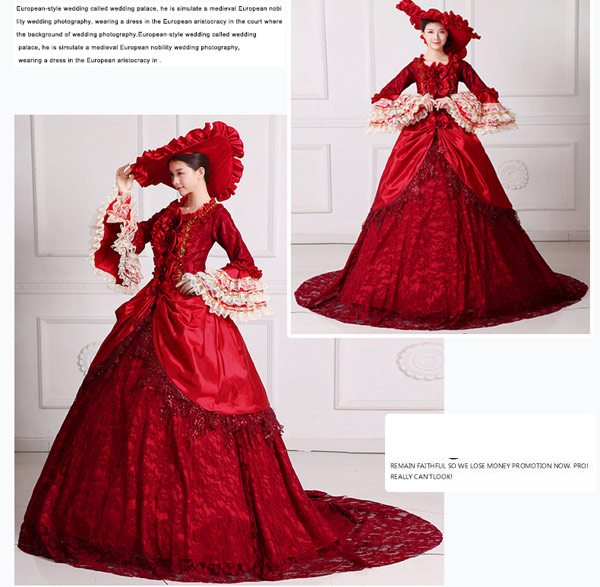 European-style wedding called wedding palace, he is simulate a medieval European nobi
lity wedding photography, wearing a dress in the European aristocracy in the court where
the background of wedding photography.European-style wedding called wedding
palace, he is simulate a medieval European nobility wedding photography,
wearing a dress in the European aristocracy in .
REMAIN FAITHFUL SO WE LOSE MONEY PROMOTION NOW. PRO!
REALLY CAN'TLOOK!